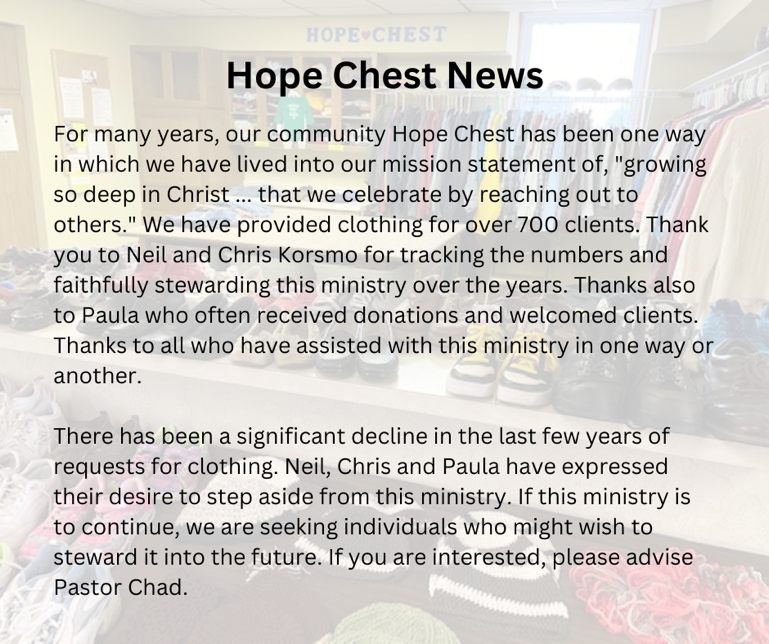 HOPE♥CHEST
Hope Chest News
For many years, our community Hope Chest has been one way
in which we have lived into our mission statement of, "growing
so deep in Christ ... that we celebrate by reaching out to
others." We have provided clothing for over 700 clients. Thank
you to Neil and Chris Korsmo for tracking the numbers and
faithfully stewarding this ministry over the years. Thanks also
to Paula who often received donations and welcomed clients.
Thanks to all who have assisted with this ministry in one way or
another.
There has been a significant decline in the last few years of
requests for clothing. Neil, Chris and Paula have expressed
their desire to step aside from this ministry. If this ministry is
to continue, we are seeking individuals who might wish to
steward it into the future. If you are interested, please advise
Pastor Chad.